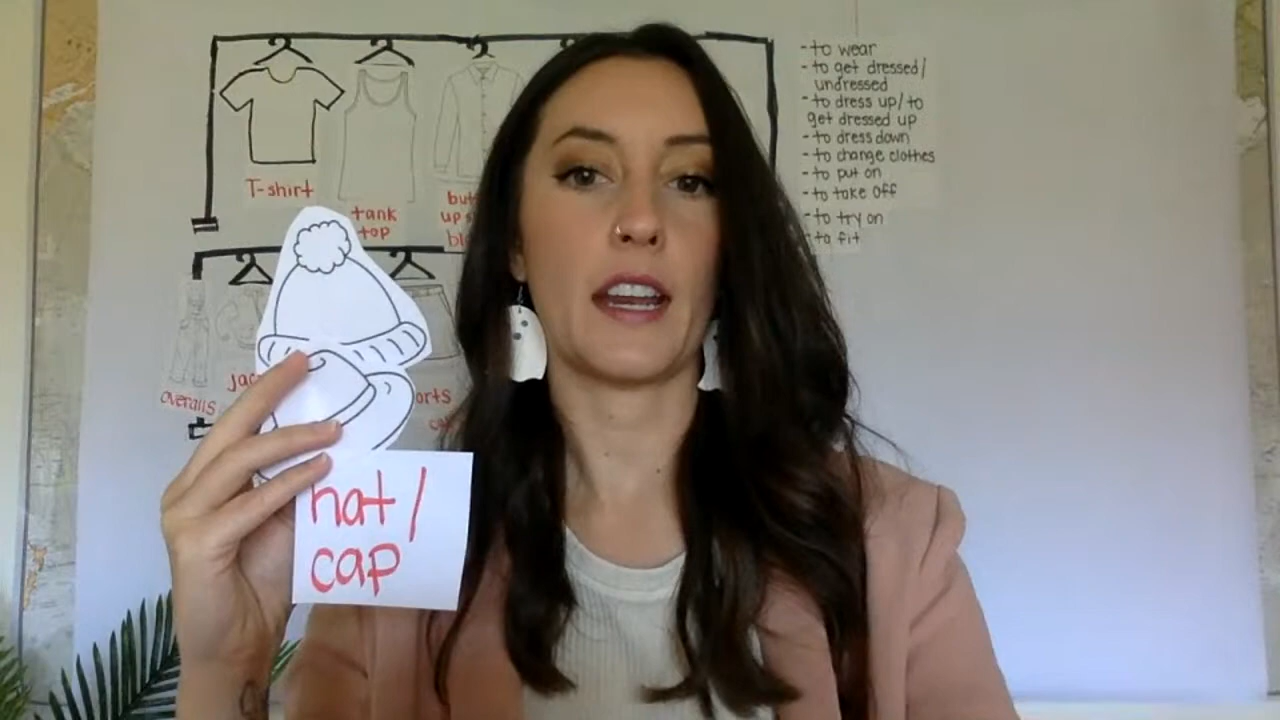 - to wear
- to get dressed/
undressed
- to dress up/to
get dressed up
- to dress down
- to change clothes
- to put on
- to take off
- to try on
- to fit
T-shirt
tank
top
up
overalls
hat/
cap